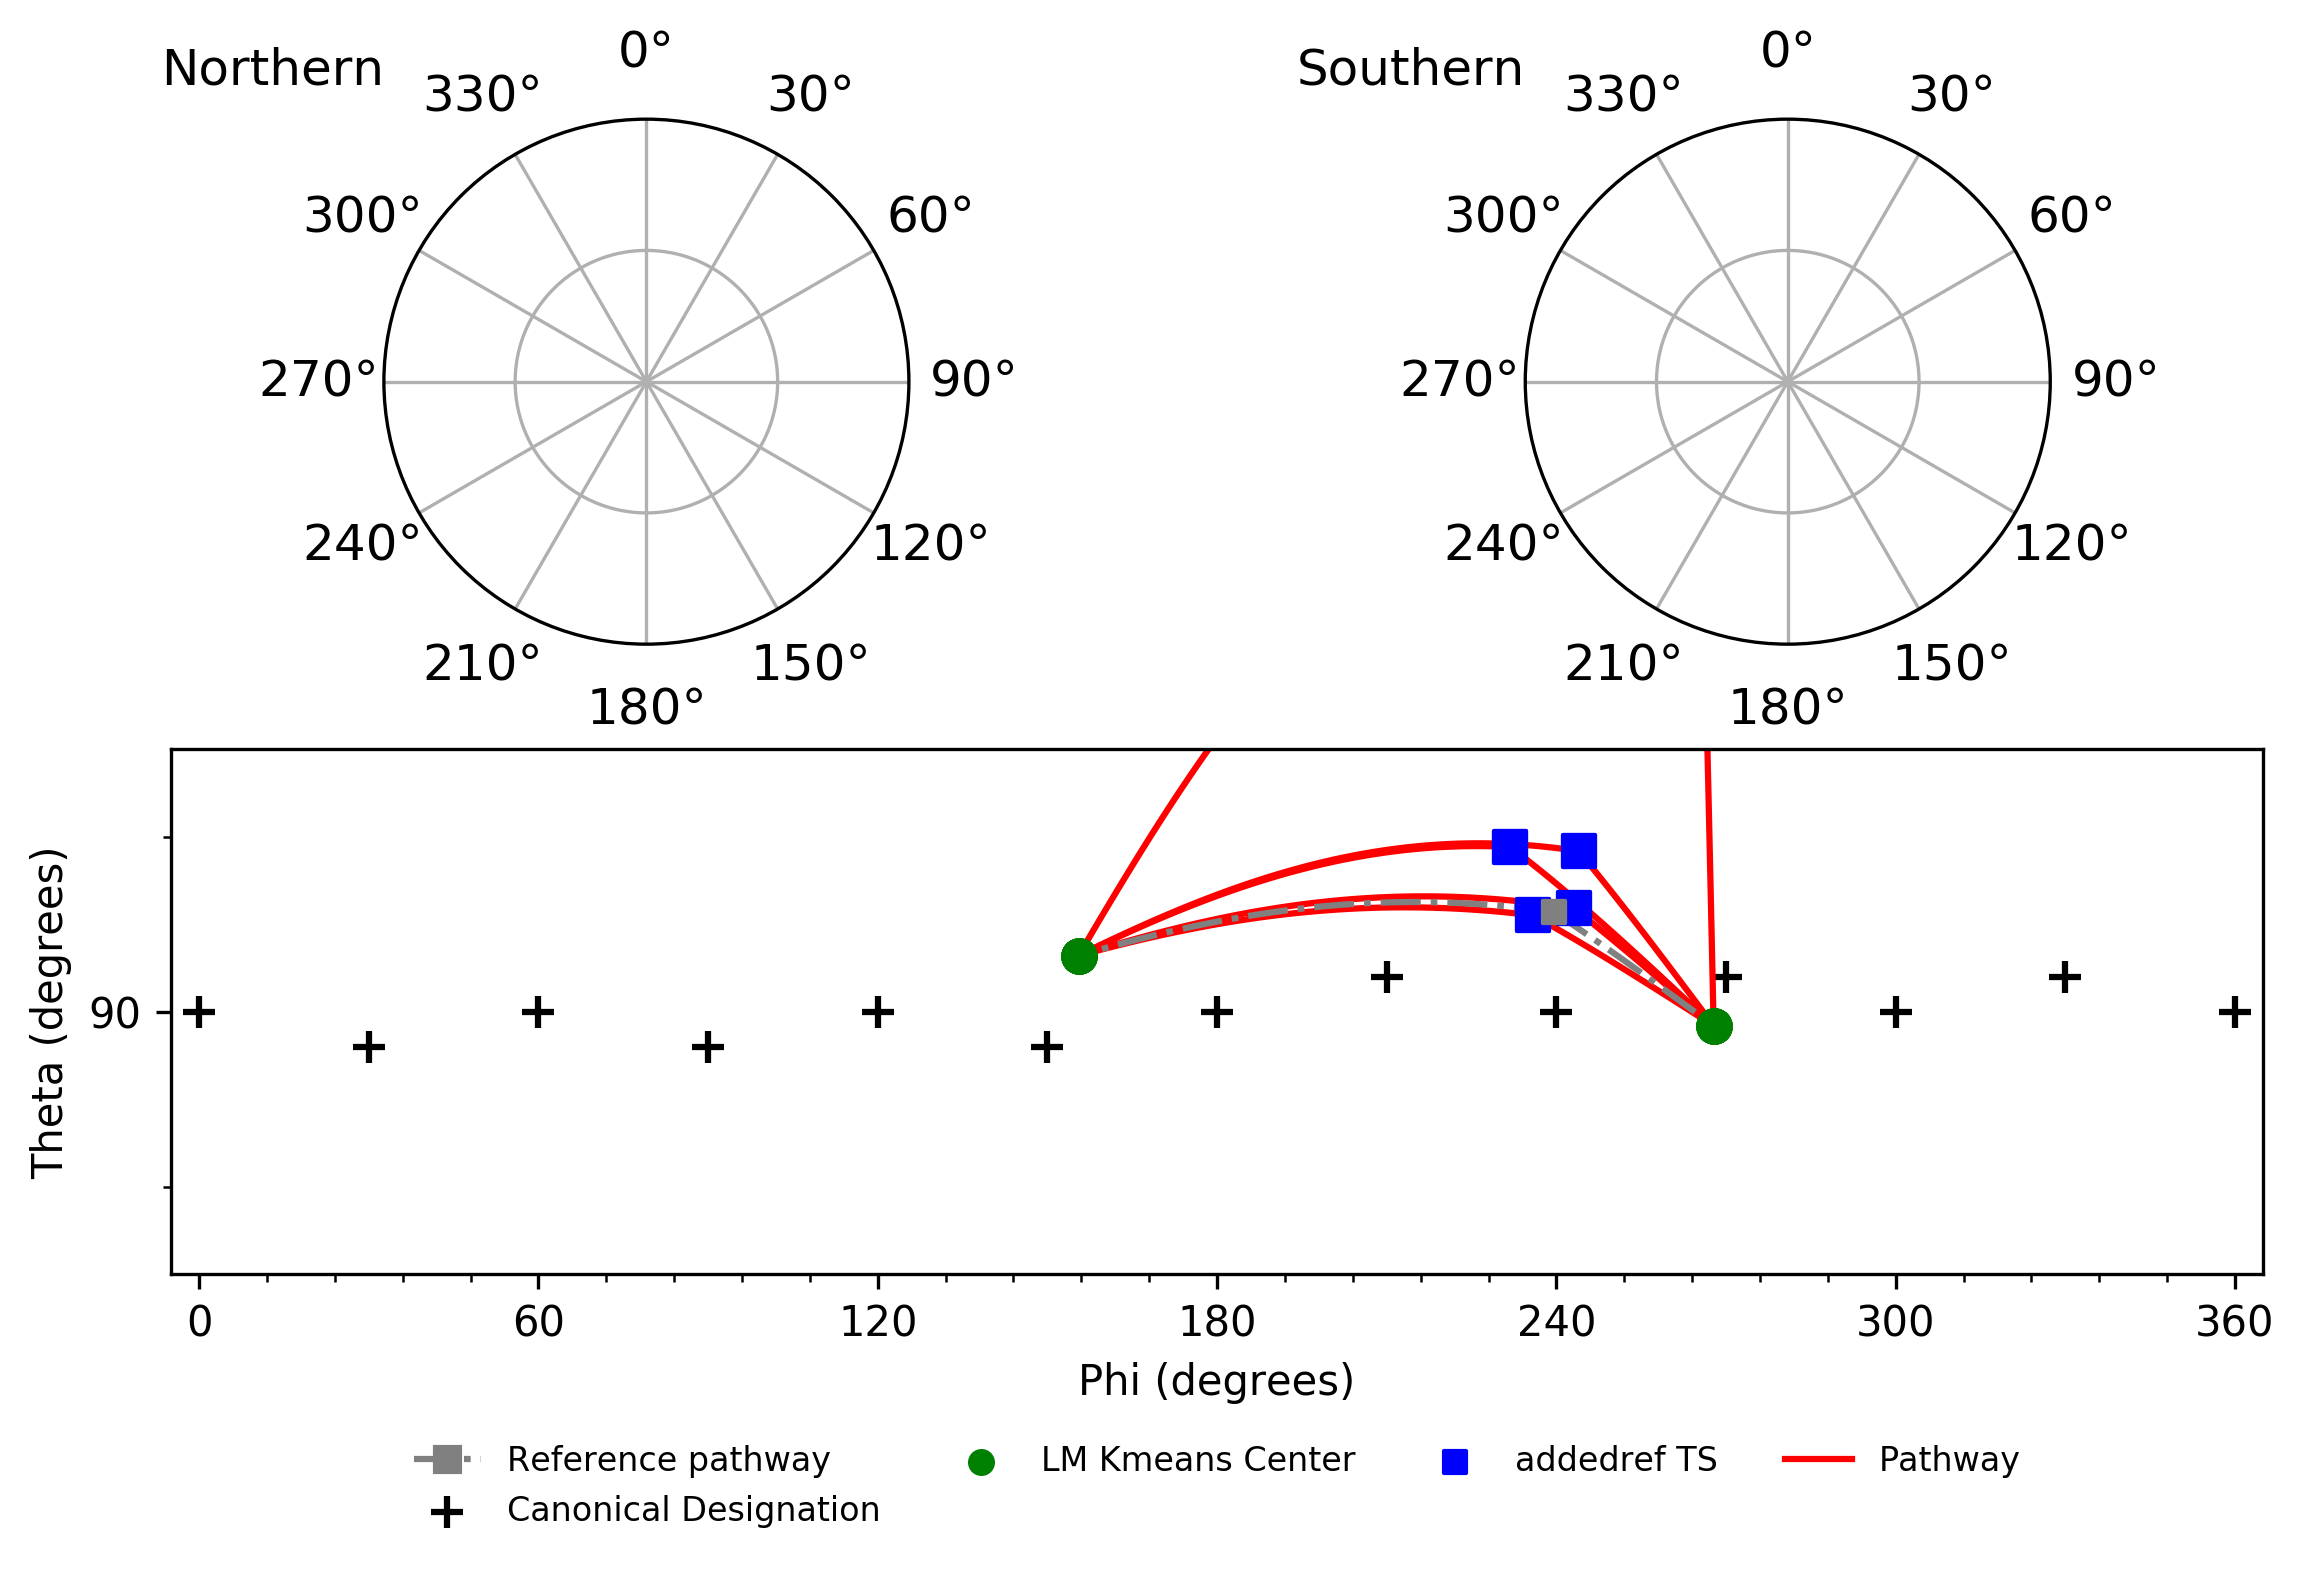 Northern
0°
30°
60°
90°
120°
150°
180°
210°
240°
270°
300°
330°
Southern
0°
30°
60°
90°
120°
150°
180°
210°
240°
270°
300°
330°
Theta (degrees)
90
0 60 120 180 240 300 360
Phi (degrees)
Reference pathway
Canonical Designation
LM Kmeans Center
addedref TS
Pathway